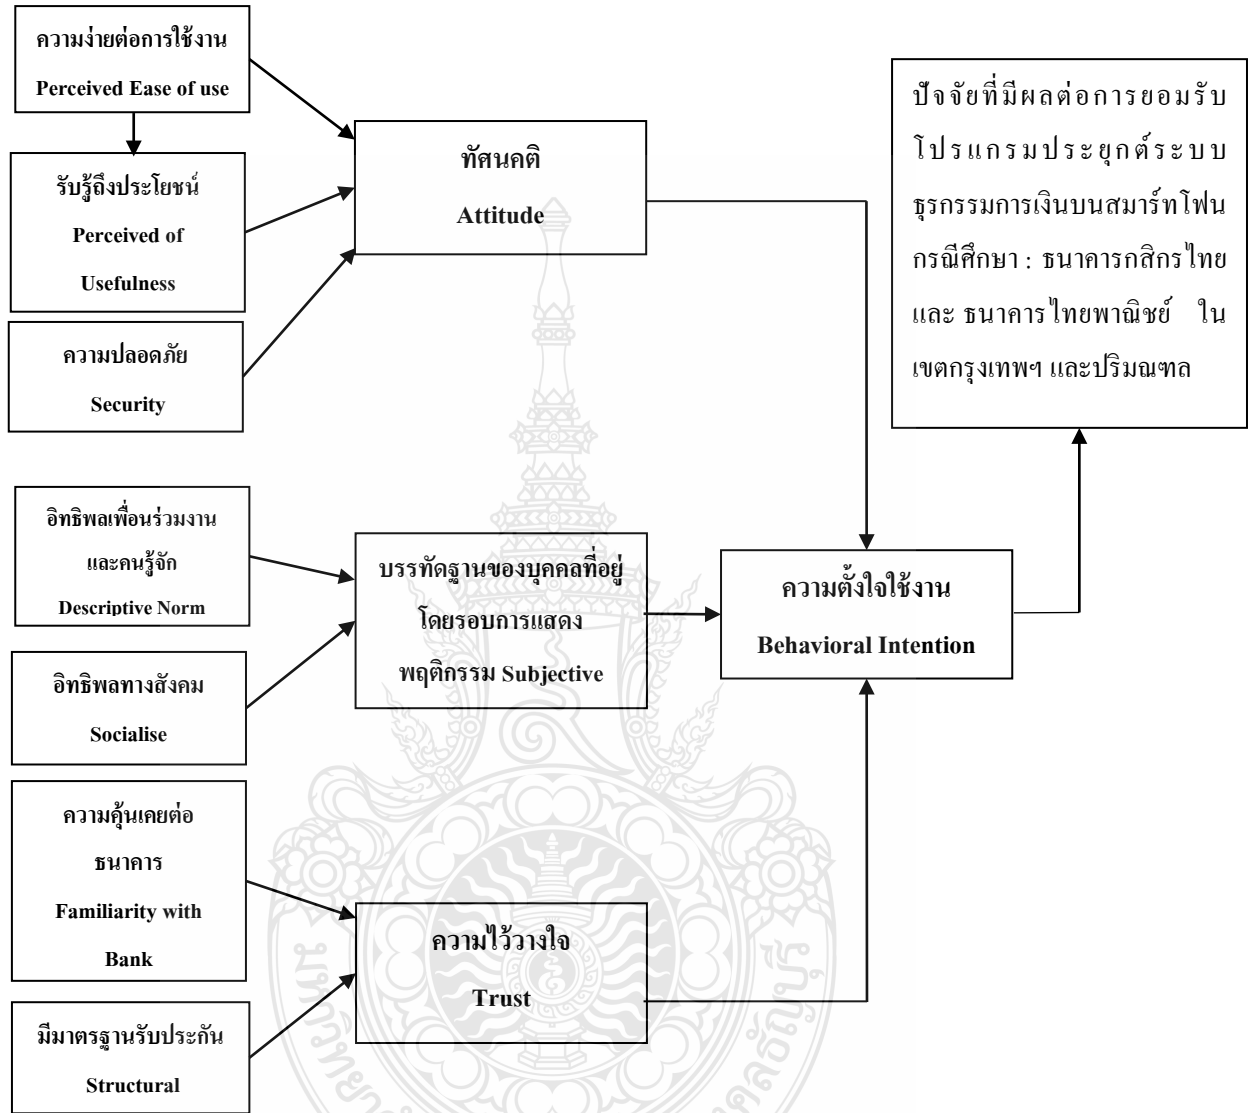 ความง่ายต่อการใช้งาน
Perceived Ease of use
รับรู้ถึงประโยชน์
Perceived of
Usefulness
ความปลอดภัย
Security
ทัศนคติ
Attitude
ปัจจัยที่มีผลต่อการยอมรับ
โปรแกรมประยุกต์ระบบ
ธุรกรรมการเงินบนสมาร์ทโฟน
กรณีศึกษา : ธนาคารกสิกรไทย
และ ธนาคารไทยพาณิชย์ ใน
เขตกรุงเทพฯ และปริมณฑล
อิทธิพลเพื่อนร่วมงาน
และคนรู้จัก
Descriptive Norm
อิทธิพลทางสังคม
Socialise
บรรทัดฐานของบุคคลที่อยู่
โดยรอบการแสดง
พฤติกรรม Subjective
ความตั้งใจใช้งาน
Behavioral Intention
ความคุ้นเคยต่อ
ธนาคาร
Familiarity with
Bank
มีมาตรฐานรับประกัน
Structural
ความไว้วางใจ
Trust